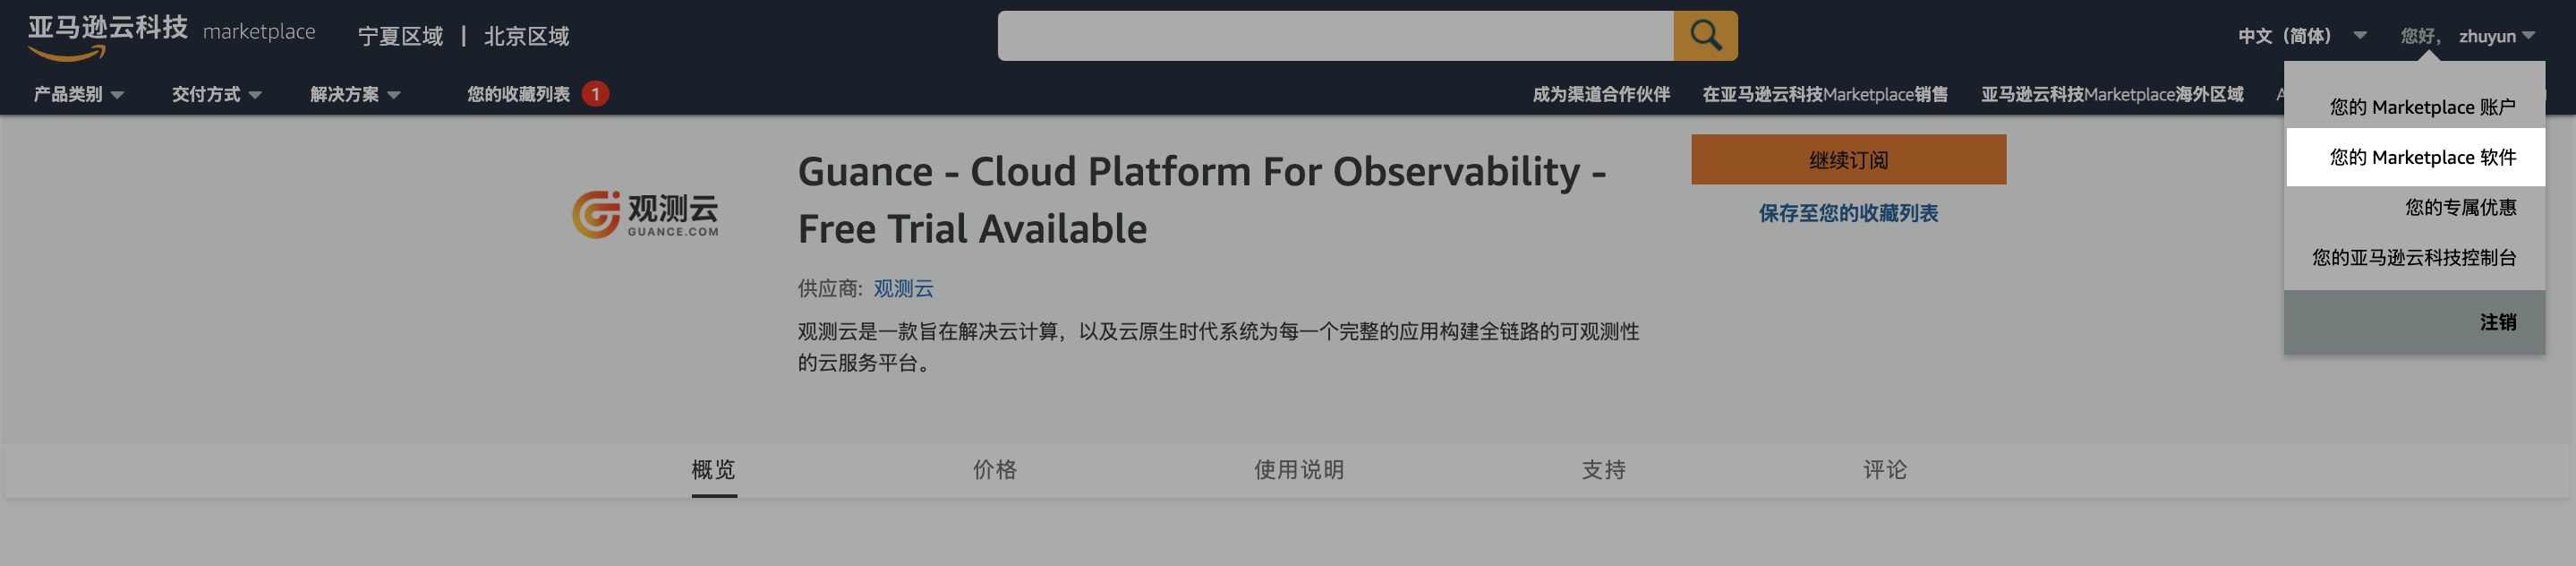 亚马逊云科技 marketplace
宁夏区域 | 北京区域
中文（简体）
您好， zhuyun
产品类别
交付方式
解决方案
您的收藏列表 1
成为渠道合作伙伴
在亚马逊云科技Marketplace销售
亚马逊云科技Marketplace海外区域
您的 Marketplace 账户
您的 Marketplace 软件
您的专属优惠
您的亚马逊云科技控制台
注销
观测云
GUANCE.COM
Guance - Cloud Platform For Observability -
Free Trial Available
继续订阅
保存至您的收藏列表
供应商: 观测云
观测云是一款旨在解决云计算，以及云原生时代系统为每一个完整的应用构建全链路的可观测性
的云服务平台。
概览
价格
使用说明
支持
评论